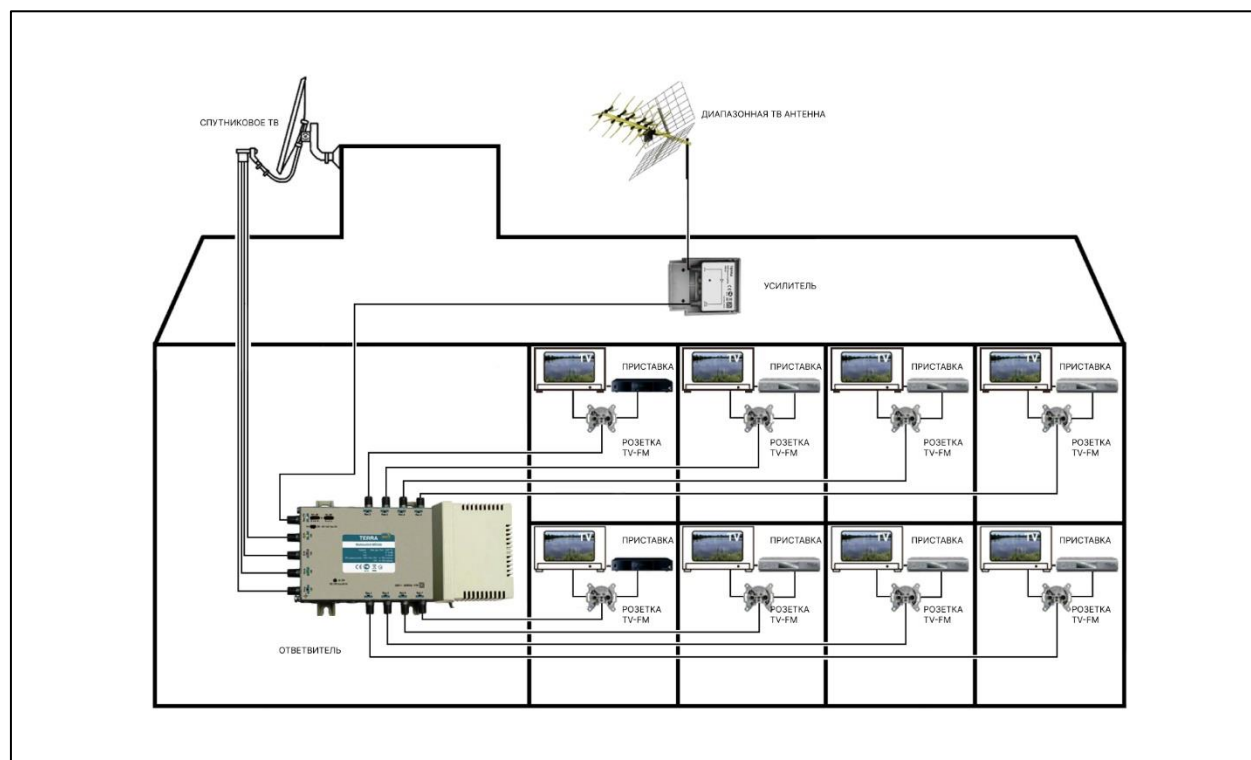 СПУТНИКОВОЕ ТВ
ДИАПАЗОННАЯ ТВ АНТЕННА
УСИЛИТЕЛЬ
TV
ПРИСТАВКА
TV
ПРИСТАВКА
TV
ПРИСТАВКА
TV
ПРИСТАВКА
РОЗЕТКА
TV-FM
РОЗЕТКА
TV-FM
РОЗЕТКА
TV-FM
РОЗЕТКА
TV-FM
TERRA
TV
ПРИСТАВКА
TV
ПРИСТАВКА
TV
ПРИСТАВКА
TV
ПРИСТАВКА
РОЗЕТКА
TV-FM
РОЗЕТКА
TV-FM
РОЗЕТКА
TV-FM
РОЗЕТКА
TV-FM
ОТВЕТВИТЕЛЬ